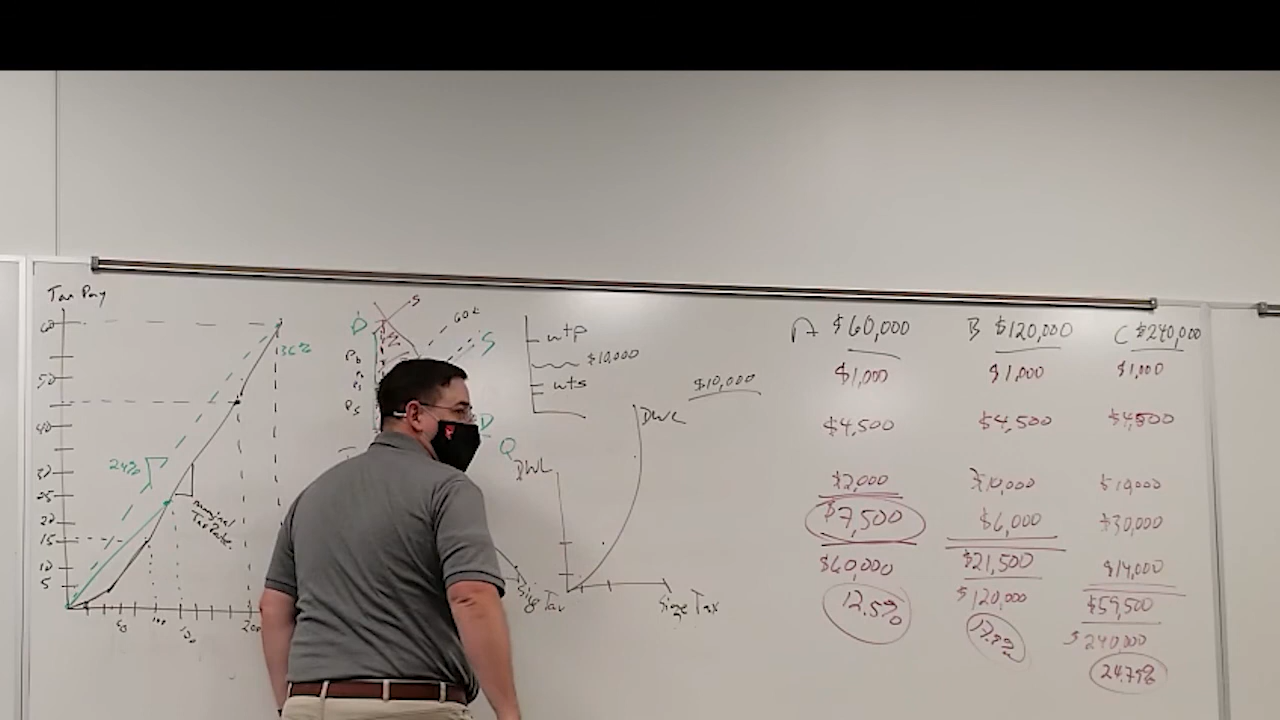 Tax Pay
60
50
40
30
25
20
15
10
5
36%
24%
marginal
Tax Rate
60
100
120
200
D
S
60%
S
Pb
Ps
D
Q
wtp
$10,000
wts
$10,000
DWL
Size Tax
DWL
Size Tax
A $60,000
$1,000
$4,500
$2,000
$7,500
$60,000
12.5%
B $120,000
$1,000
$4,500
$10,000
$6,000
$21,500
$120,000
C $240,000
$1,000
$4,500
$10,000
$30,000
$14,000
$59,500
$240,000
24.79%